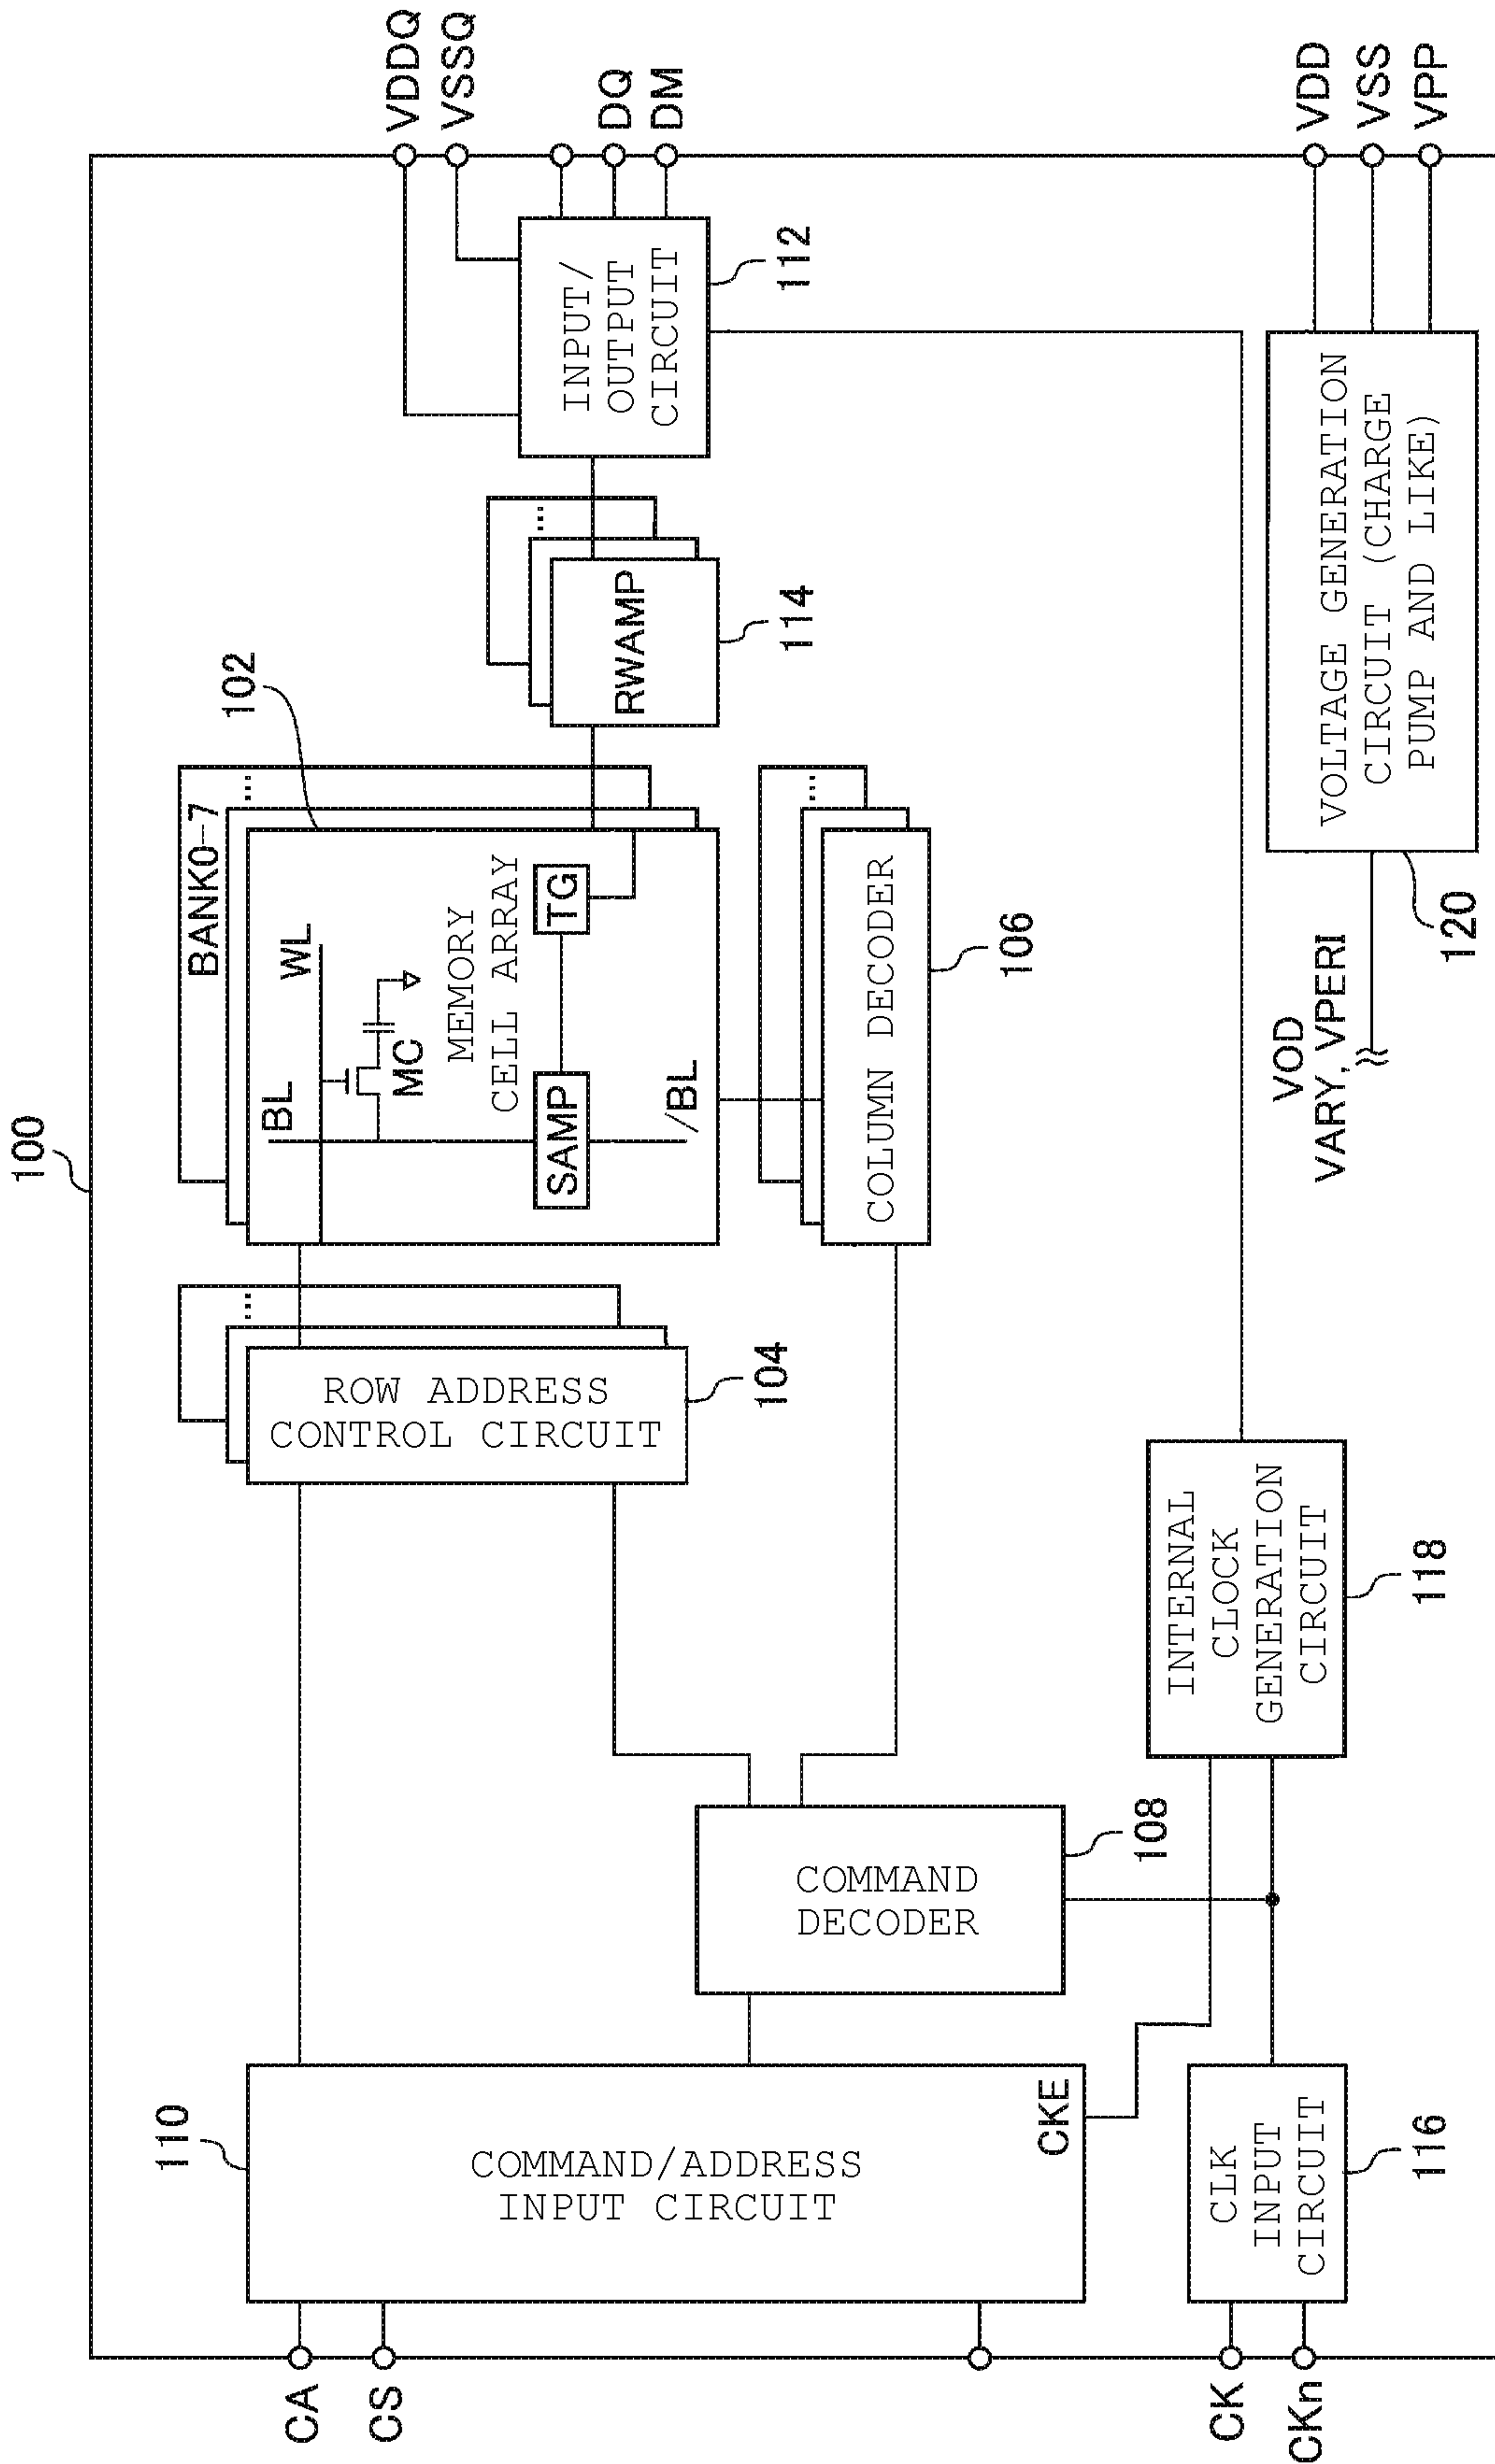 100
CA
CS
CK
CKn
110
COMMAND/ADDRESS
INPUT CIRCUIT
CKE
CLK
INPUT
CIRCUIT
116
COMMAND
DECODER
108
INTERNAL
CLOCK
GENERATION
CIRCUIT
118
ROW ADDRESS
CONTROL CIRCUIT
104
...
BANK0-7
...
102
BL
WL
MC
MEMORY
CELL ARRAY
SAMP
TG
/BL
COLUMN DECODER
...
106
RWAMP
...
114
INPUT/
OUTPUT
CIRCUIT
112
VDDQ
VSSQ
DQ
DM
VOD
VARY, VPERI
120
VOLTAGE GENERATION
CIRCUIT (CHARGE
PUMP AND LIKE)
VDD
VSS
VPP